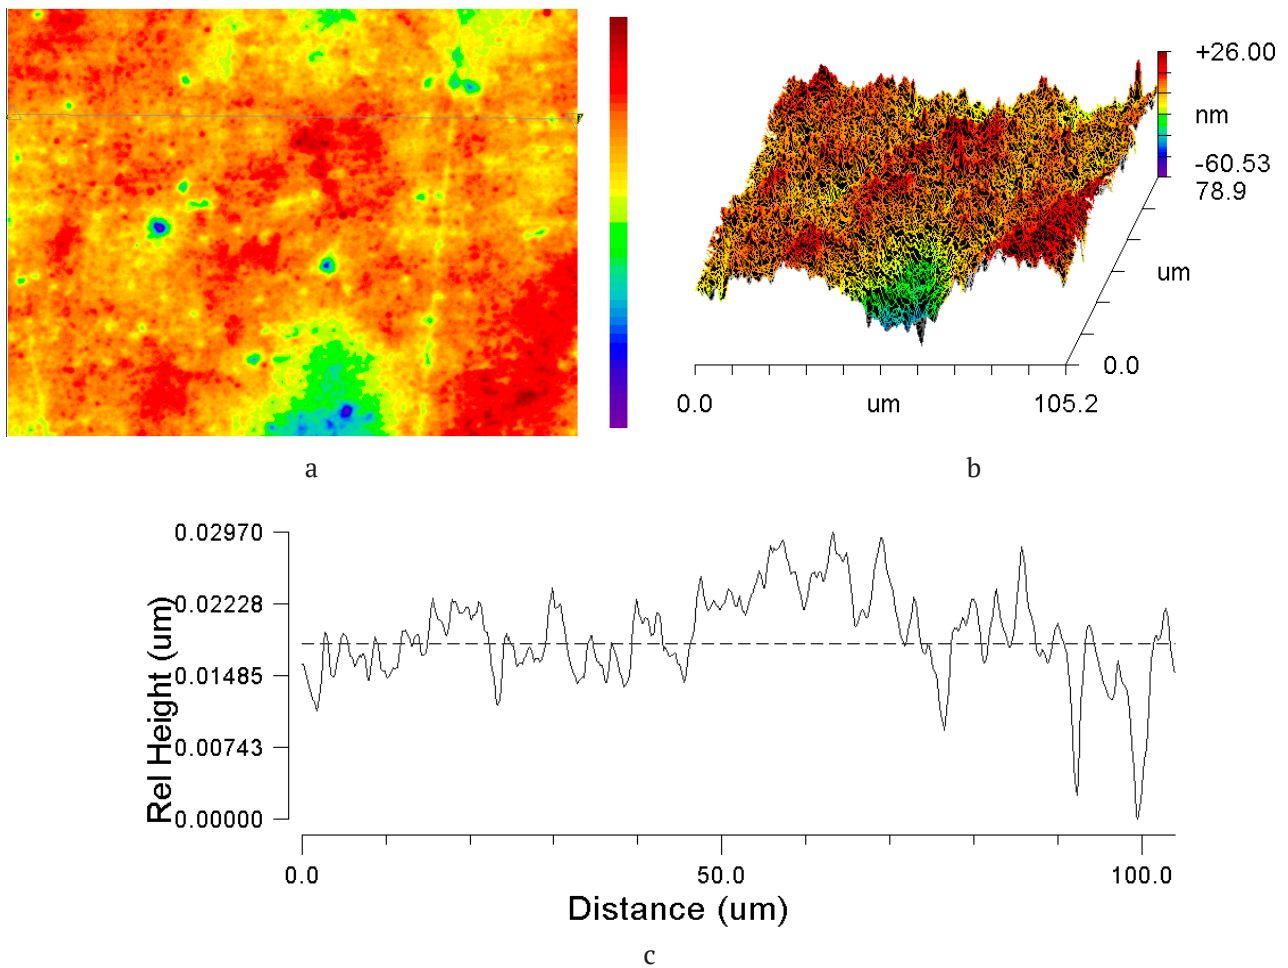 +26.00
nm
-60.53
78.9
um
0.0
0.0 um 105.2
a b
0.02970
0.02228
0.01485
0.00743
0.00000
Rel Height (um)
0.0 50.0 100.0
Distance (um)
c